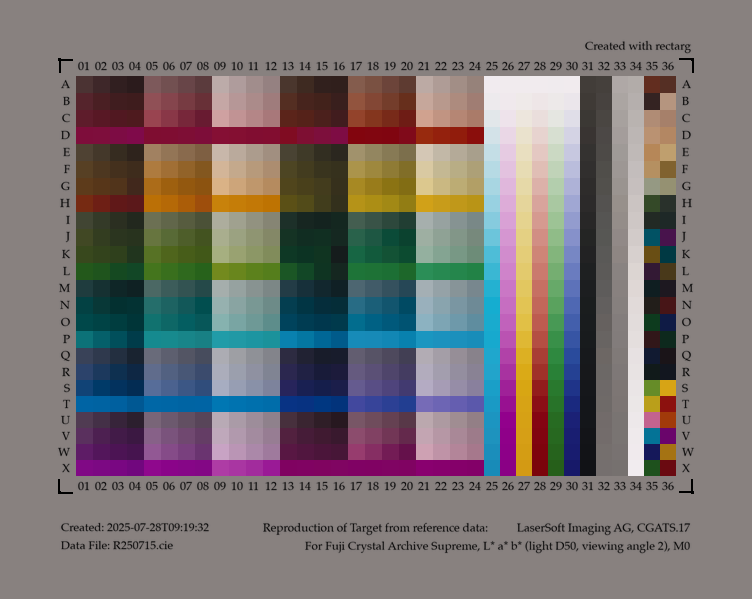 Created with rectarg
01 02 03 04 05 06 07 08 09 10 11 12 13 14 15 16 17 18 19 20 21 22 23 24 25 26 27 28 29 30 31 32 33 34 35 36
A A
B B
C C
D D
E E
F F
G G
H H
I I
J J
K K
L L
M M
N N
O O
P P
Q Q
R R
S S
T T
U U
V V
W W
X X
01 02 03 04 05 06 07 08 09 10 11 12 13 14 15 16 17 18 19 20 21 22 23 24 25 26 27 28 29 30 31 32 33 34 35 36
Created: 2025-07-28T09:19:32 Reproduction of Target from reference data: LaserSoft Imaging AG, CGATS.17
Data File: R250715.cie For Fuji Crystal Archive Supreme, L* a* b* (light D50, viewing angle 2), M0